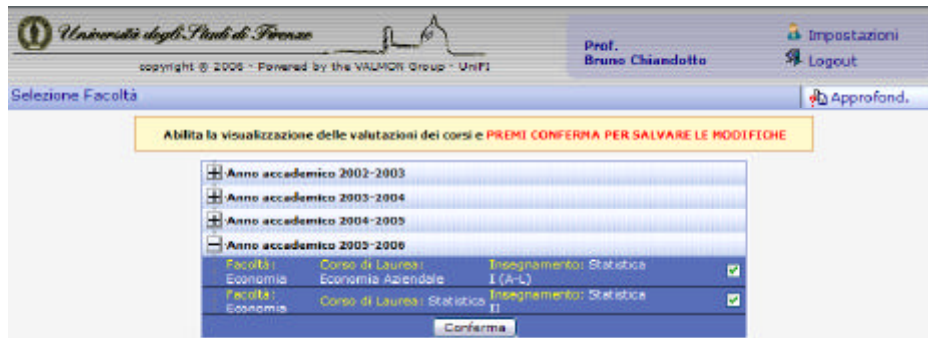 Università degli Studi di Firenze
copyright © 2006 - Powered by the VALMON Group - UniFI
Prof.
Bruno Chiandotto
Impostazioni
Logout
Selezione Facoltà
Approfond.
Abilita la visualizzazione delle valutazioni dei corsi e PREMI CONFERMA PER SALVARE LE MODIFICHE
Anno accademico 2002-2003
Anno accademico 2003-2004
Anno accademico 2004-2005
Anno accademico 2005-2006
Facoltà: Corso di Laurea: Insegnamento: Statistica
Economia Economia Aziendale I (A-L)
Facoltà: Corso di Laurea: Statistica Insegnamento: Statistica
Economia II
Conferma